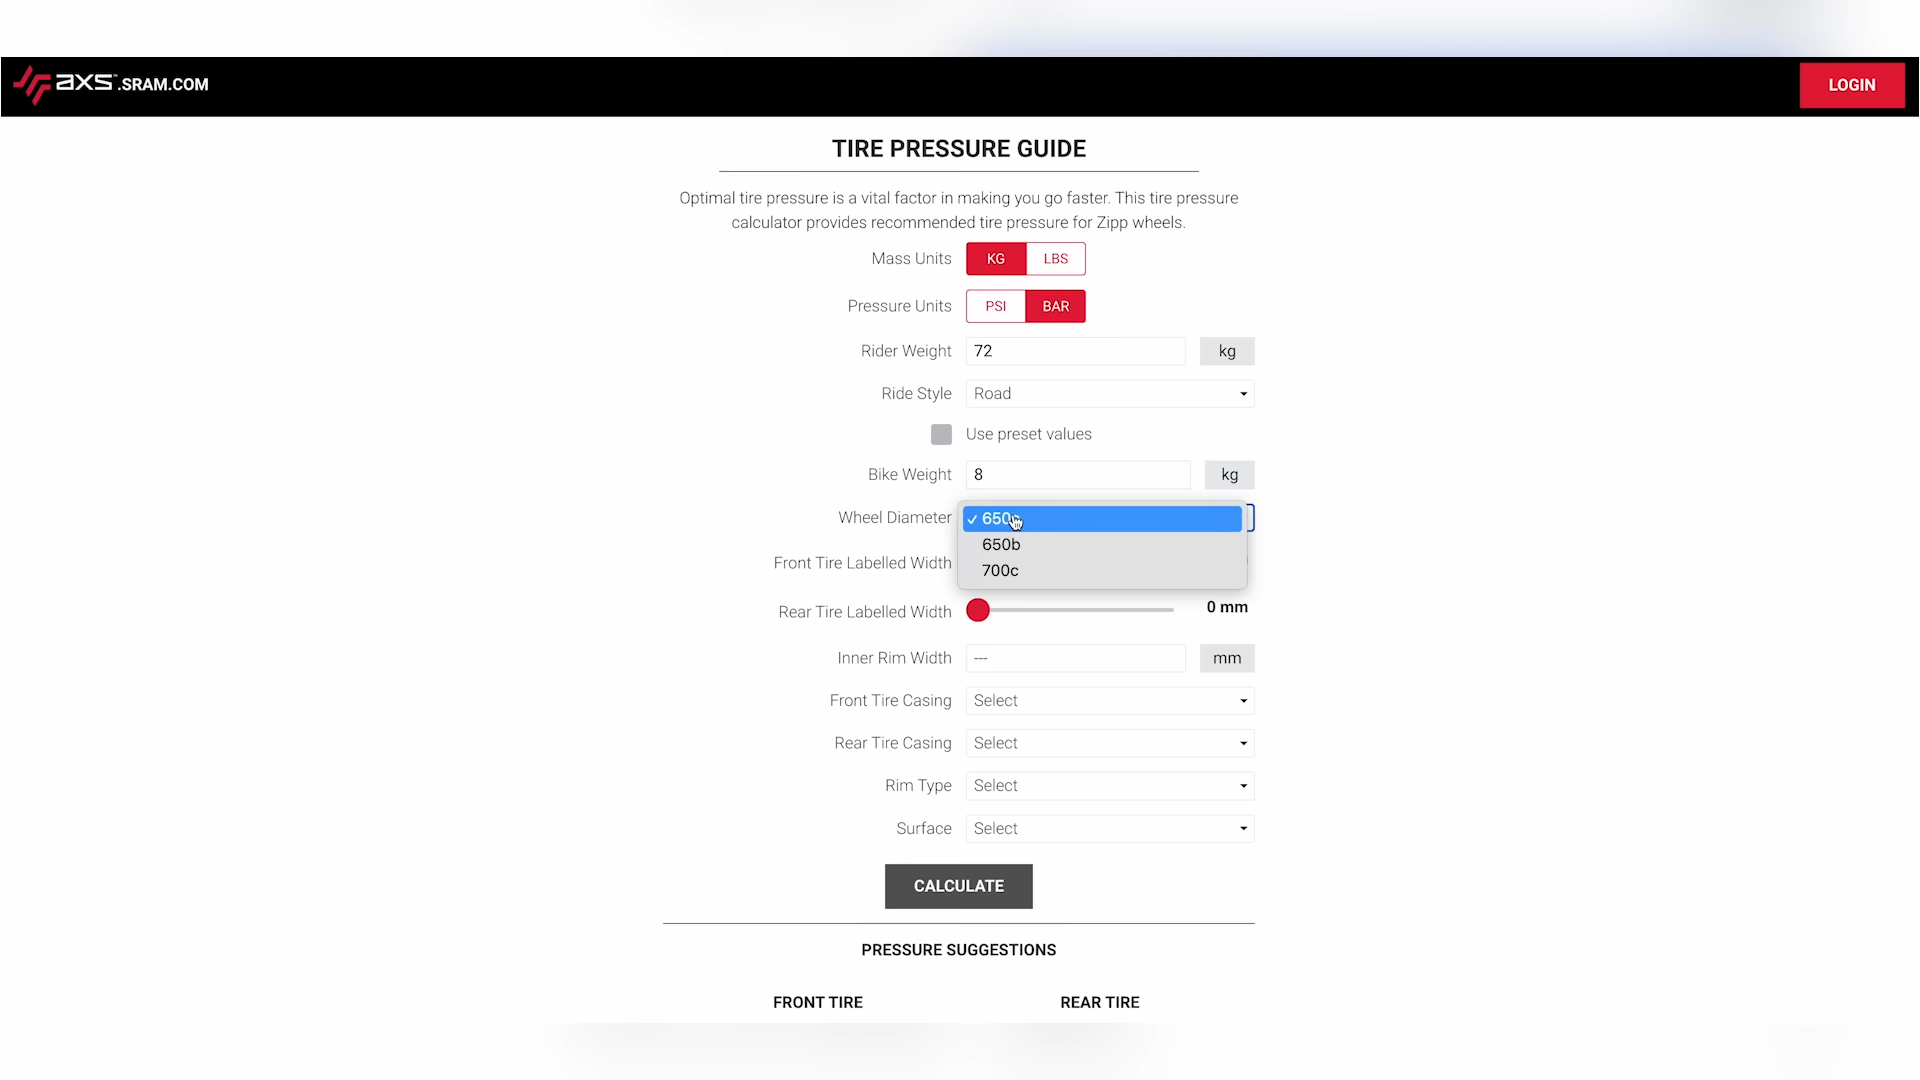 axs™.SRAM.COM
LOGIN
TIRE PRESSURE GUIDE
Optimal tire pressure is a vital factor in making you go faster. This tire pressure
calculator provides recommended tire pressure for Zipp wheels.
Mass Units KG LBS
Pressure Units PSI BAR
Rider Weight 72 kg
Ride Style Road
Use preset values
Bike Weight 8 kg
Wheel Diameter ✓
650b
Front Tire Labelled Width
700c
Rear Tire Labelled Width 0 mm
Inner Rim Width --- mm
Front Tire Casing Select
Rear Tire Casing Select
Rim Type Select
Surface Select
CALCULATE
PRESSURE SUGGESTIONS
FRONT TIRE REAR TIRE